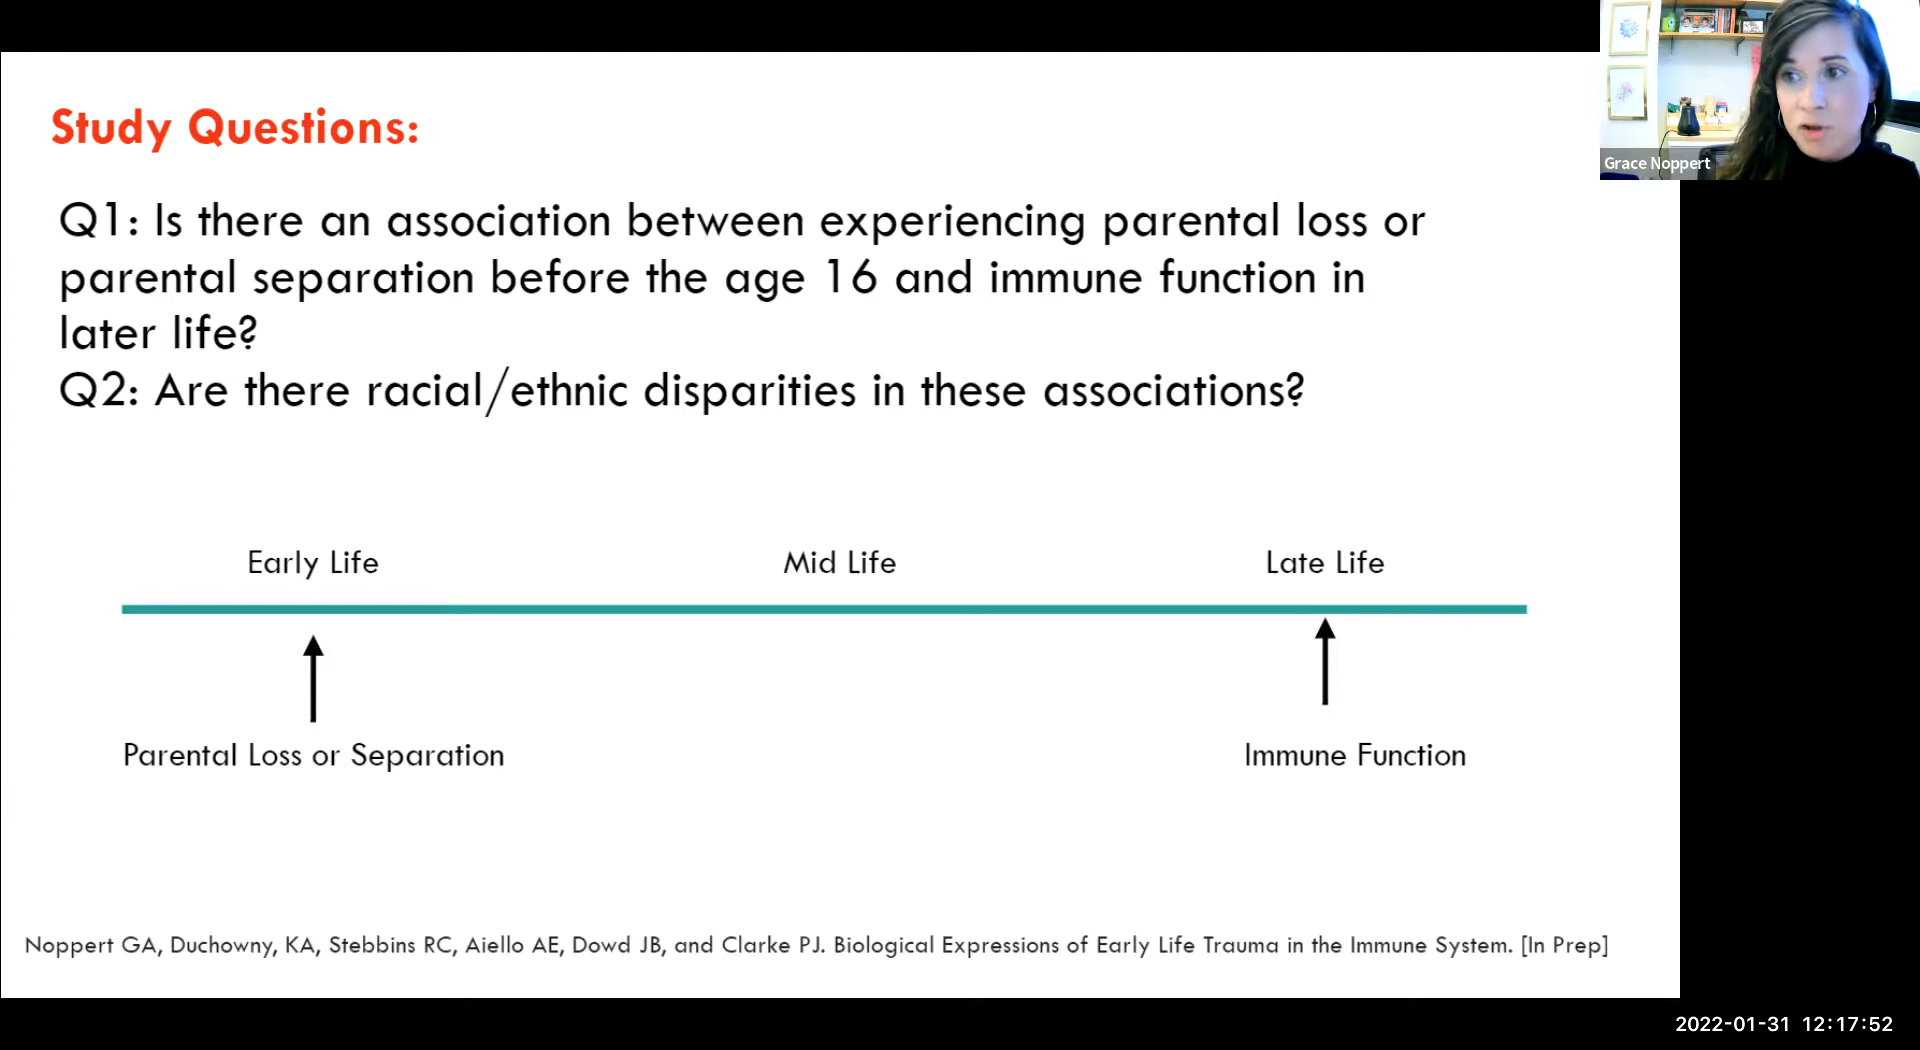 Study Questions:
Q1: Is there an association between experiencing parental loss or
parental separation before the age 16 and immune function in
later life?
Q2: Are there racial/ethnic disparities in these associations?
Early Life
Mid Life
Late Life
Parental Loss or Separation
Immune Function
Noppert GA, Duchowny, KA, Stebbins RC, Aiello AE, Dowd JB, and Clarke PJ. Biological Expressions of Early Life Trauma in the Immune System. [In Prep]
Grace Noppert
2022-01-31 12:17:52